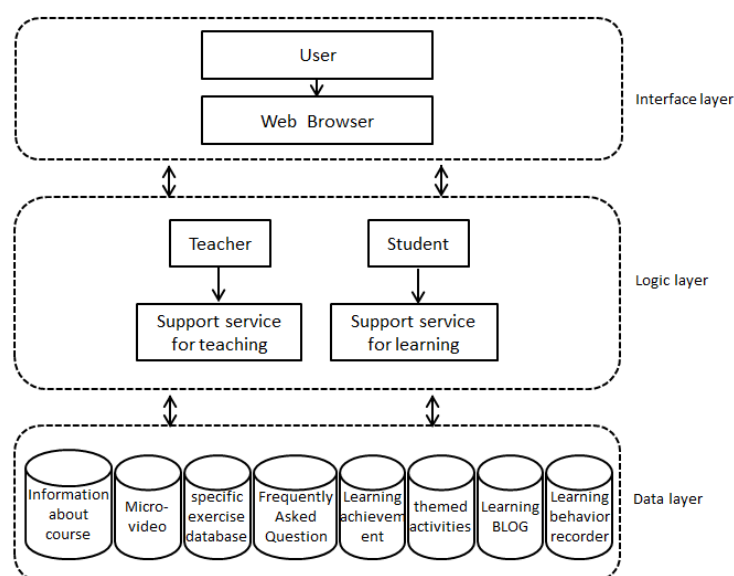 User
Web Browser
Interface layer
Teacher
Student
Support service
for teaching
Support service
for learning
Logic layer
Information
about
course
Micro-
video
specific
exercise
database
Frequently
Asked
Question
Learning
achievem
ent
themed
activities
Learning
BLOG
Learning
behavior
recorder
Data layer